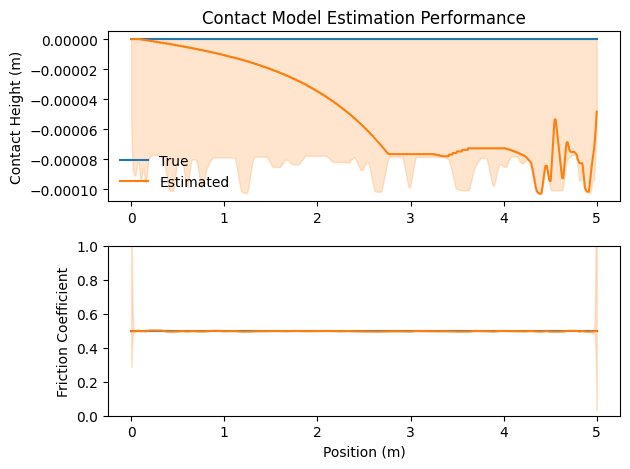 Contact Model Estimation Performance
Contact Height (m)
0.00000
−0.00002
−0.00004
−0.00006
−0.00008
−0.00010
True
Estimated
0 1 2 3 4 5
Friction Coefficient
1.0
0.8
0.6
0.4
0.2
0.0
0 1 2 3 4 5
Position (m)